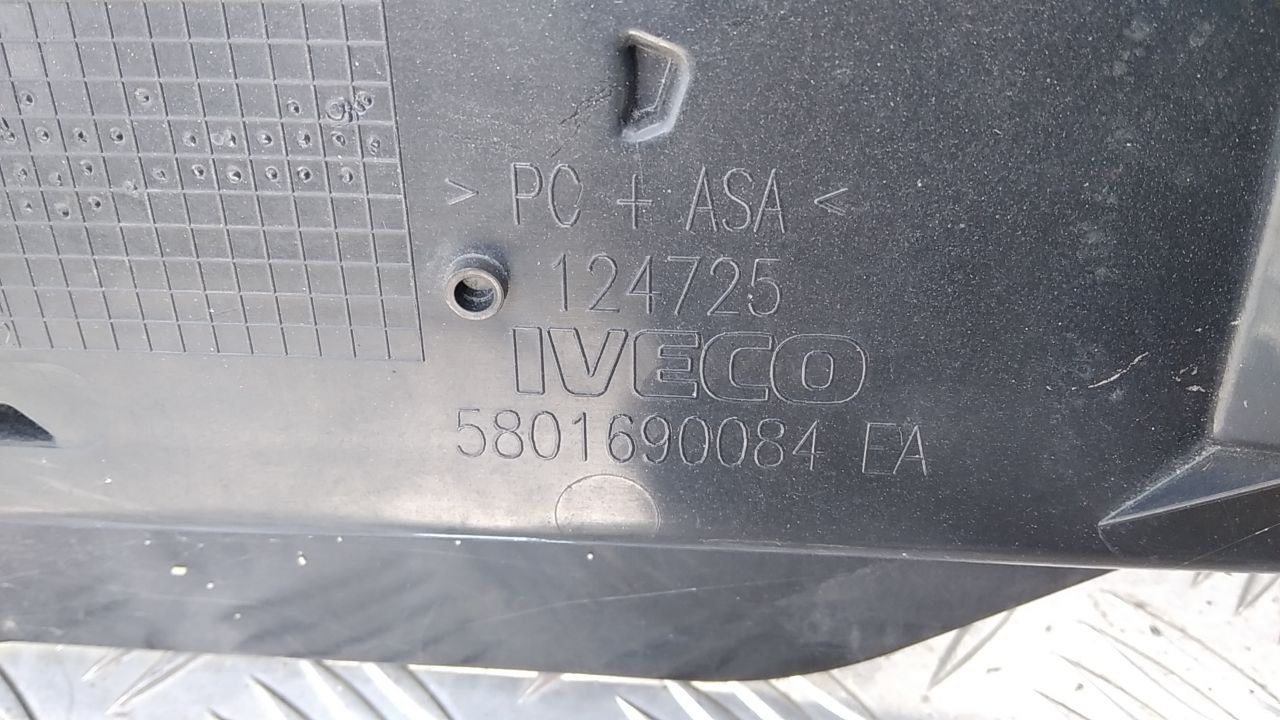 > PC + ASA <
124725
IVECO
5801690084 EA